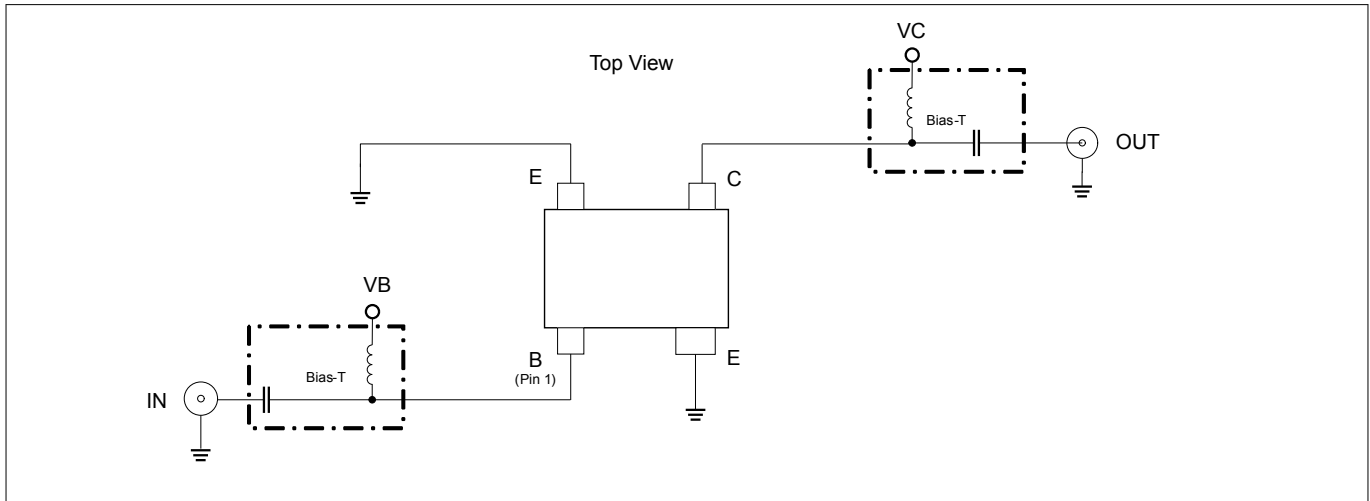 VC
Top View
Bias-T
OUT
E
C
VB
B
(Pin 1)
E
Bias-T
IN